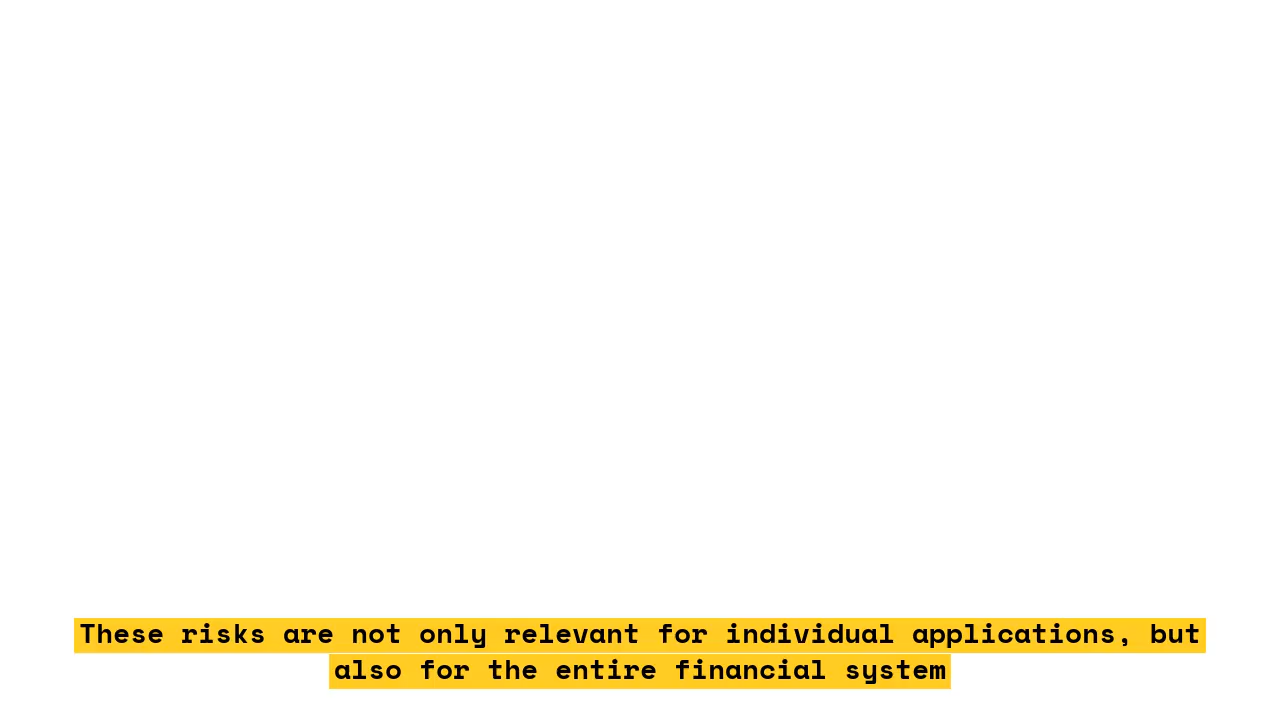 These risks are not only relevant for individual applications, but
also for the entire financial system